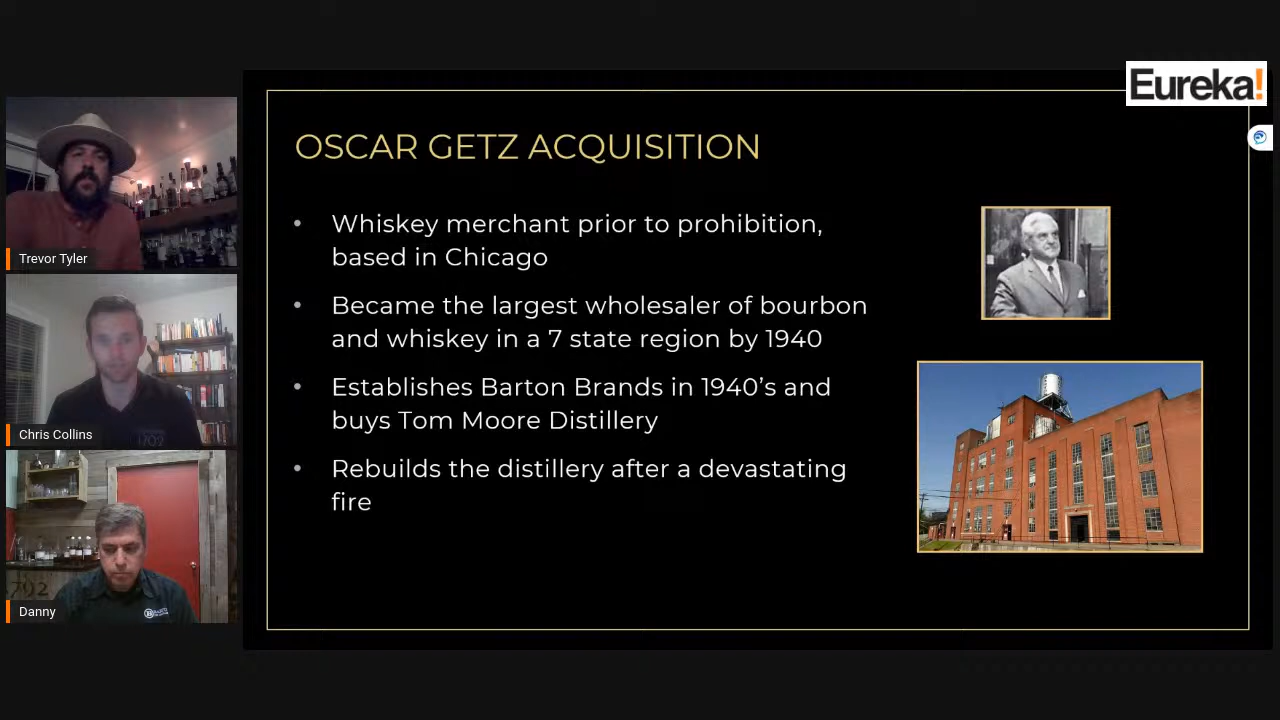 Eureka!
OSCAR GETZ ACQUISITION
• Whiskey merchant prior to prohibition,
based in Chicago
• Became the largest wholesaler of bourbon
and whiskey in a 7 state region by 1940
• Establishes Barton Brands in 1940’s and
buys Tom Moore Distillery
• Rebuilds the distillery after a devastating
fire
Trevor Tyler
1792
Chris Collins
1792
Danny